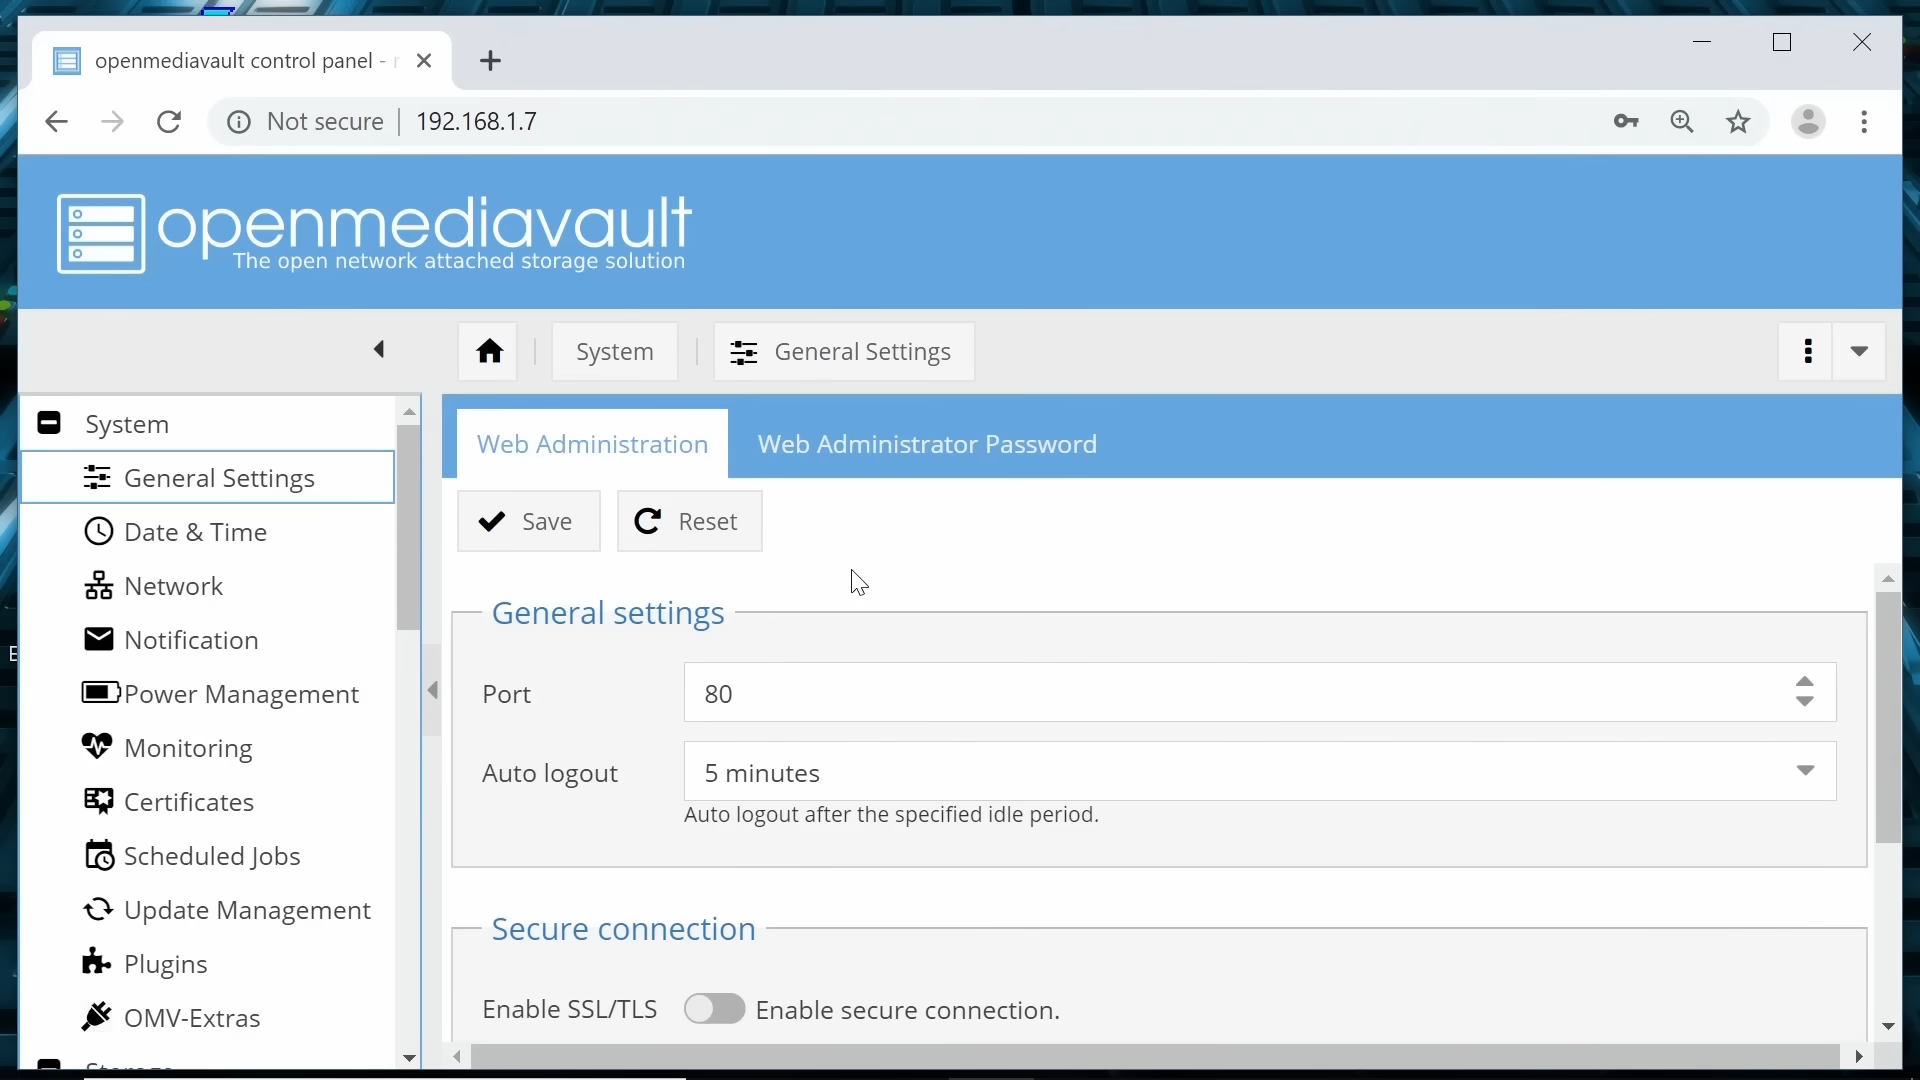 openmediavault control panel -
Not secure
192.168.1.7
openmediavault
The open network attached storage solution
System
General Settings
System
General Settings
Date & Time
Network
Notification
Power Management
Monitoring
Certificates
Scheduled Jobs
Update Management
Plugins
OMV-Extras
Web Administration
Web Administrator Password
Save
Reset
General settings
Port
80
Auto logout
5 minutes
Auto logout after the specified idle period.
Secure connection
Enable SSL/TLS
Enable secure connection.